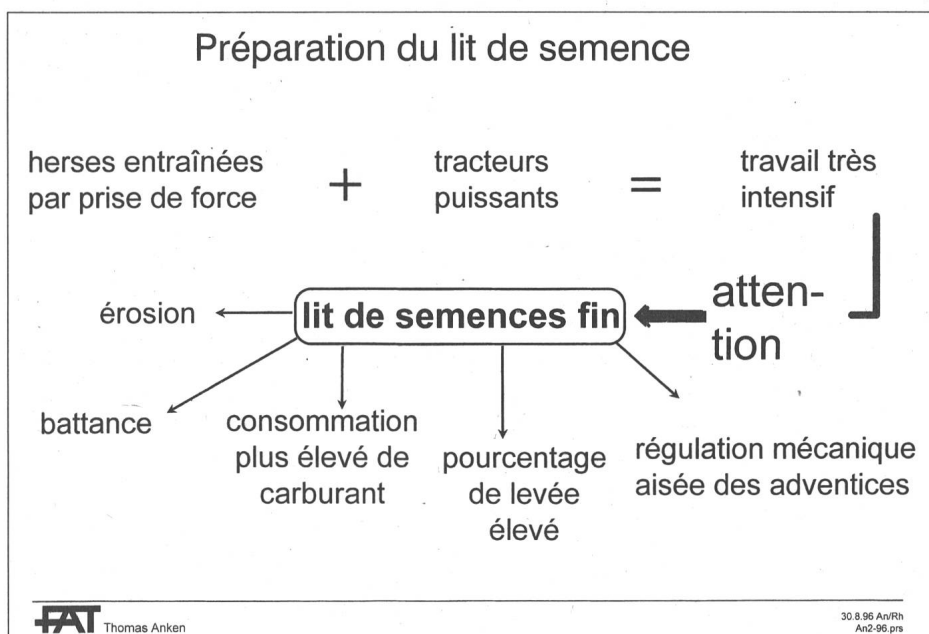 Préparation du lit de semence
herses entraînées
par prise de force
+
tracteurs
puissants
=
travail très
intensif
atten-
tion
lit de semences fin
érosion
battance
consommation
plus élevé de
carburant
pourcentage
de levée
élevé
régulation mécanique
aisée des adventices
FAT Thomas Anken
30.8.96 An/Rh
An2-96.prs